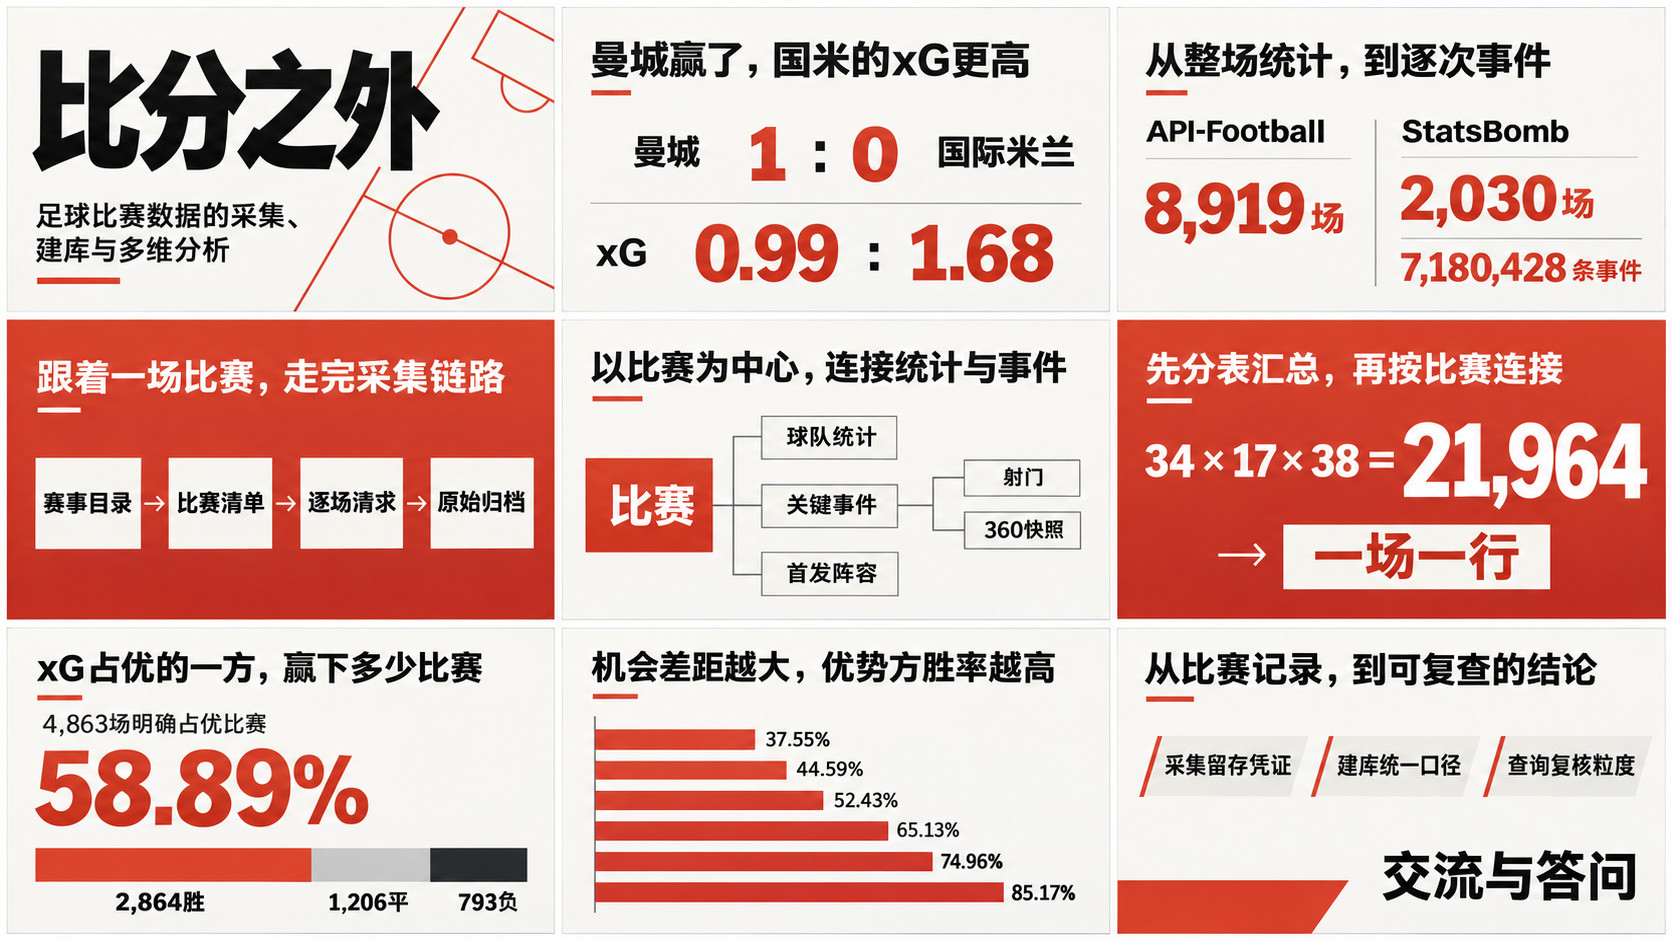 比分之外
足球比赛数据的采集、
建库与多维分析
曼城赢了，国米的xG更高
曼城 1 : 0 国际米兰
xG 0.99 : 1.68
从整场统计，到逐次事件
API-Football
8,919场
StatsBomb
2,030场
7,180,428条事件
跟着一场比赛，走完采集链路
赛事目录→比赛清单→逐场清求→原始归档
以比赛为中心，连接统计与事件
比赛
球队统计
关键事件
首发阵容
射门
360快照
先分表汇总，再按比赛连接
34×17×38=21,964
→ 一场一行
xG占优的一方，赢下多少比赛
4,863场明确占优比赛
58.89%
2,864胜 1,206平 793负
机会差距越大，优势方胜率越高
37.55%
44.59%
52.43%
65.13%
74.96%
85.17%
从比赛记录，到可复查的结论
采集留存凭证 建库统一口径 查询复核粒度
交流与答问